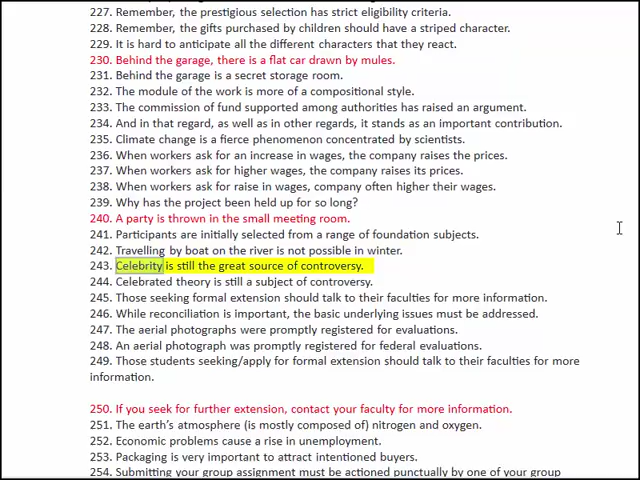 227. Remember, the prestigious selection has strict eligibility criteria.
228. Remember, the gifts purchased by children should have a striped character.
229. It is hard to anticipate all the different characters that they react.
230. Behind the garage, there is a flat car drawn by mules.
231. Behind the garage is a secret storage room.
232. The module of the work is more of a compositional style.
233. The commission of fund supported among authorities has raised an argument.
234. And in that regard, as well as in other regards, it stands as an important contribution.
235. Climate change is a fierce phenomenon concentrated by scientists.
236. When workers ask for an increase in wages, the company raises the prices.
237. When workers ask for higher wages, the company raises its prices.
238. When workers ask for raise in wages, company often higher their wages.
239. Why has the project been held up for so long?
240. A party is thrown in the small meeting room.
241. Participants are initially selected from a range of foundation subjects.
242. Travelling by boat on the river is not possible in winter.
243. Celebrity is still the great source of controversy.
244. Celebrated theory is still a subject of controversy.
245. Those seeking formal extension should talk to their faculties for more information.
246. While reconciliation is important, the basic underlying issues must be addressed.
247. The aerial photographs were promptly registered for evaluations.
248. An aerial photograph was promptly registered for federal evaluations.
249. Those students seeking/apply for formal extension should talk to their faculties for more
information.
250. If you seek for further extension, contact your faculty for more information.
251. The earth's atmosphere (is mostly composed of) nitrogen and oxygen.
252. Economic problems cause a rise in unemployment.
253. Packaging is very important to attract intentioned buyers.
254. Submitting your group assignment must be actioned punctually by one of your group